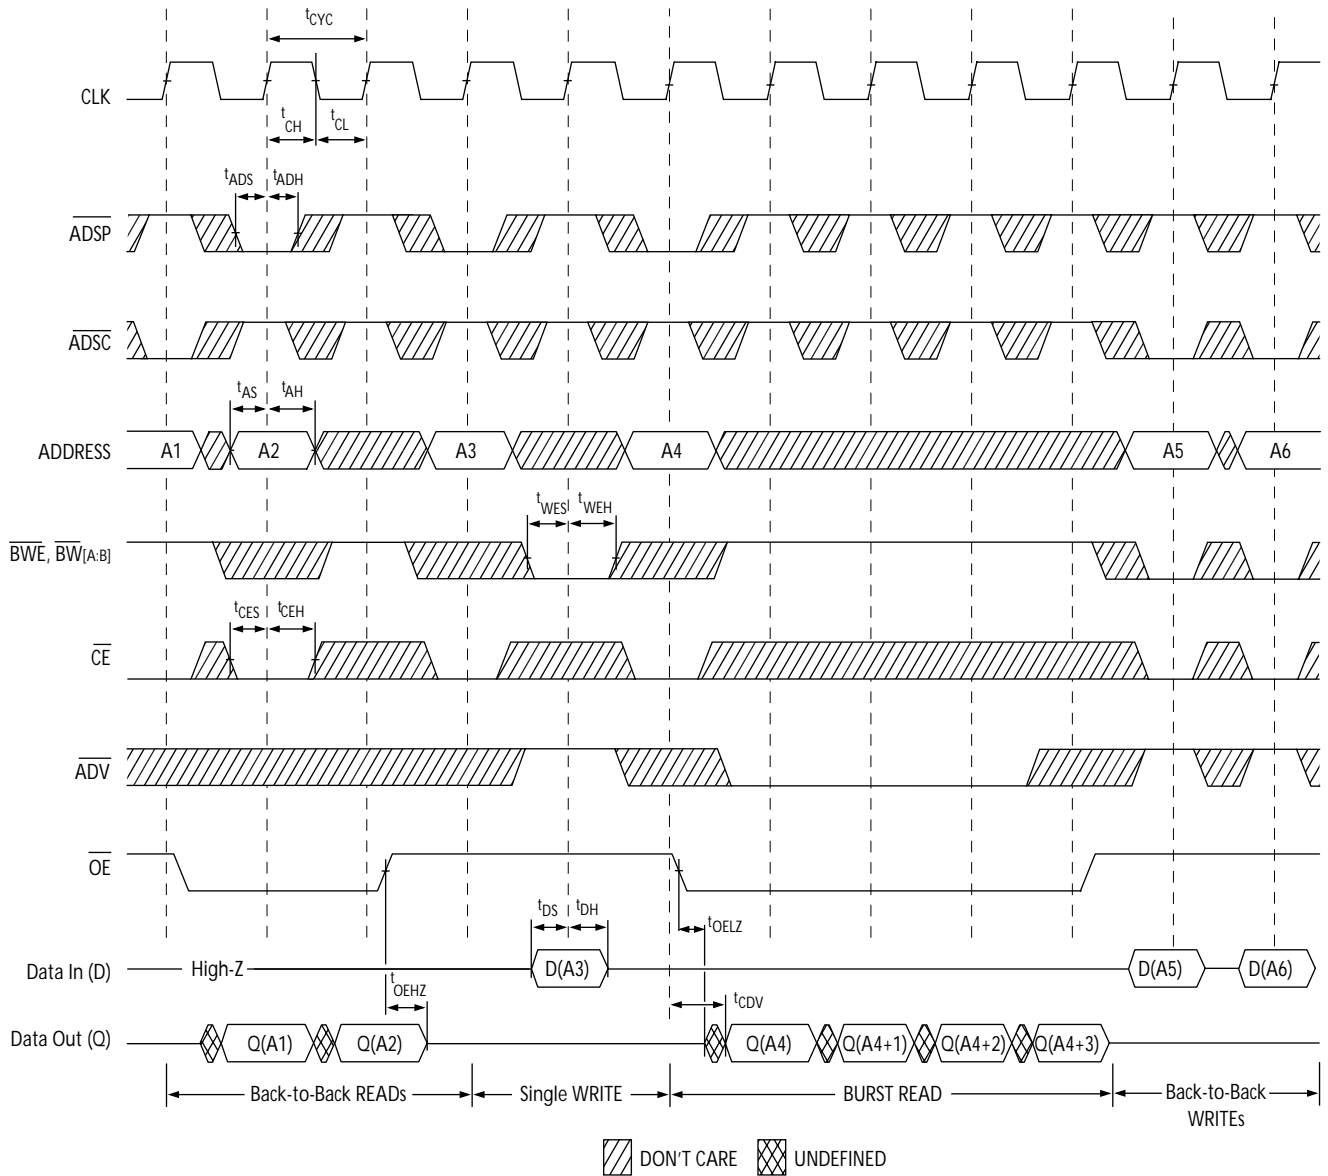 tCYC
CLK
tCH
tCL
tADS
tADH
ADSP
ADSC
tAS
tAH
ADDRESS
A1
A2
A3
A4
A5
A6
tWES
tWEH
BWE, BW[A:B]
tCES
tCEH
CE
ADV
OE
tDS
tDH
tOELZ
Data In (D)
High-Z
D(A3)
D(A5)
D(A6)
tOEHZ
tCDV
Data Out (Q)
Q(A1)
Q(A2)
Q(A4)
Q(A4+1)
Q(A4+2)
Q(A4+3)
Back-to-Back READs
Single WRITE
BURST READ
Back-to-Back
WRITEs
DON'T CARE
UNDEFINED